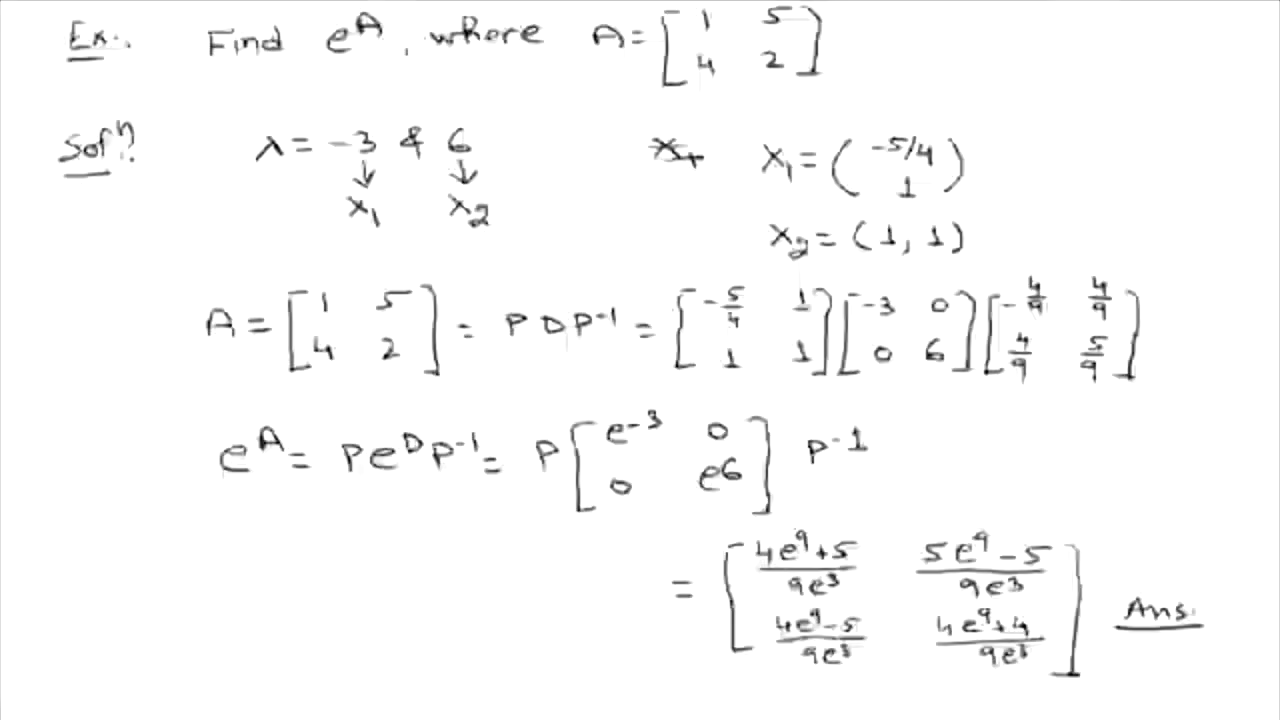 Ex:. Find e^A, where A = [1 5; 4 2]
Sol^n: λ = -3 & 6 X₁ = (-5/4; 1)
↓ ↓
x₁ x₂ x₂ = (1, 1)
A = [1 5; 4 2] = P D P^-1 = [-5/4 1; 1 1] [-3 0; 0 6] [-4/9 4/9; 4/9 5/9]
e^A = P e^D P^-1 = P [e^-3 0; 0 e^6] P^-1
= [(4e^9+5)/(9e^3) (5e^9-5)/(9e^3); (4e^9-5)/(9e^3) (4e^9+4)/(9e^3)] Ans.